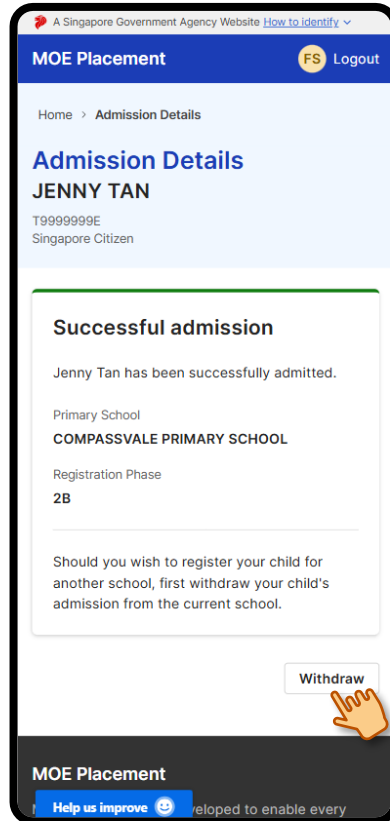 A Singapore Government Agency Website How to identify
MOE Placement
FS Logout
Home > Admission Details
Admission Details
JENNY TAN
T9999999E
Singapore Citizen
Successful admission
Jenny Tan has been successfully admitted.
Primary School
COMPASSVALE PRIMARY SCHOOL
Registration Phase
2B
Should you wish to register your child for
another school, first withdraw your child's
admission from the current school.
Withdraw
MOE Placement
Help us improve
veloped to enable every